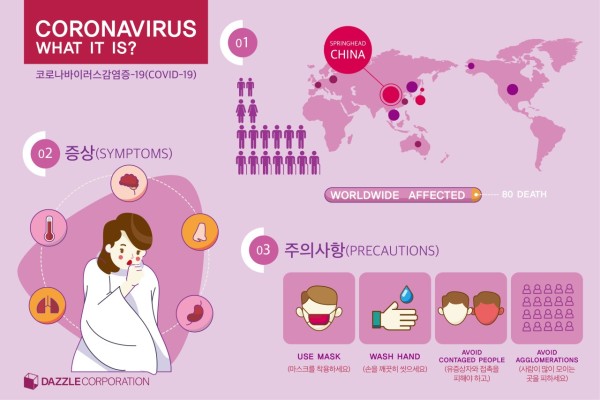 CORONAVIRUS
WHAT IT IS?
코로나바이러스감염증-19(COVID-19)
01
SPRINGHEAD
CHINA
WORLDWIDE AFFECTED
80 DEATH
02 증상(SYMPTOMS)
03 주의사항(PRECAUTIONS)
USE MASK
(마스크를 착용하세요)
WASH HAND
(손을 깨끗히 씻으세요)
AVOID
CONTAGED PEOPLE
(유증상자와 접촉을
피해야 하고,)
AVOID
AGGLOMERATIONS
(사람이 많이 모이는
곳을 피하세요)
DAZZLE CORPORATION